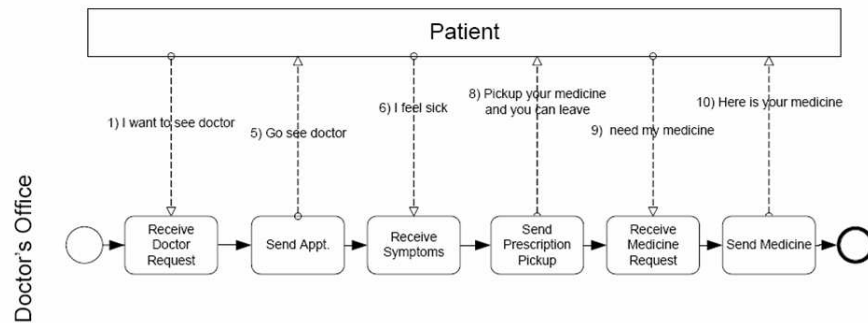 Patient
1) I want to see doctor
5) Go see doctor
6) I feel sick
8) Pickup your medicine
and you can leave
9) need my medicine
10) Here is your medicine
Doctor's Office
Receive
Doctor
Request
Send Appt.
Receive
Symptoms
Send
Prescription
Pickup
Receive
Medicine
Request
Send Medicine